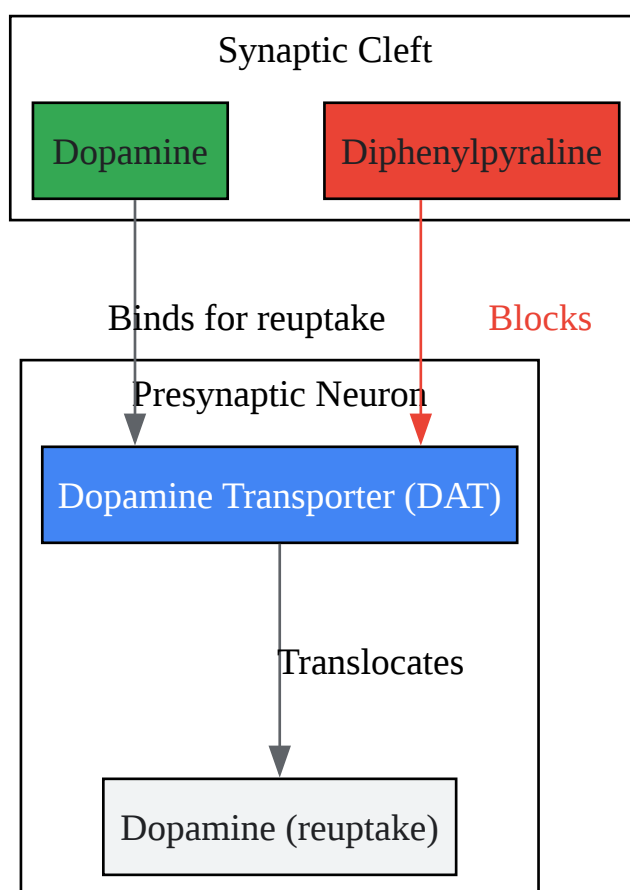 Synaptic Cleft
Dopamine
Diphenylpyraline
Binds for reuptake
Blocks
Presynaptic Neuron
Dopamine Transporter (DAT)
Translocates
Dopamine (reuptake)